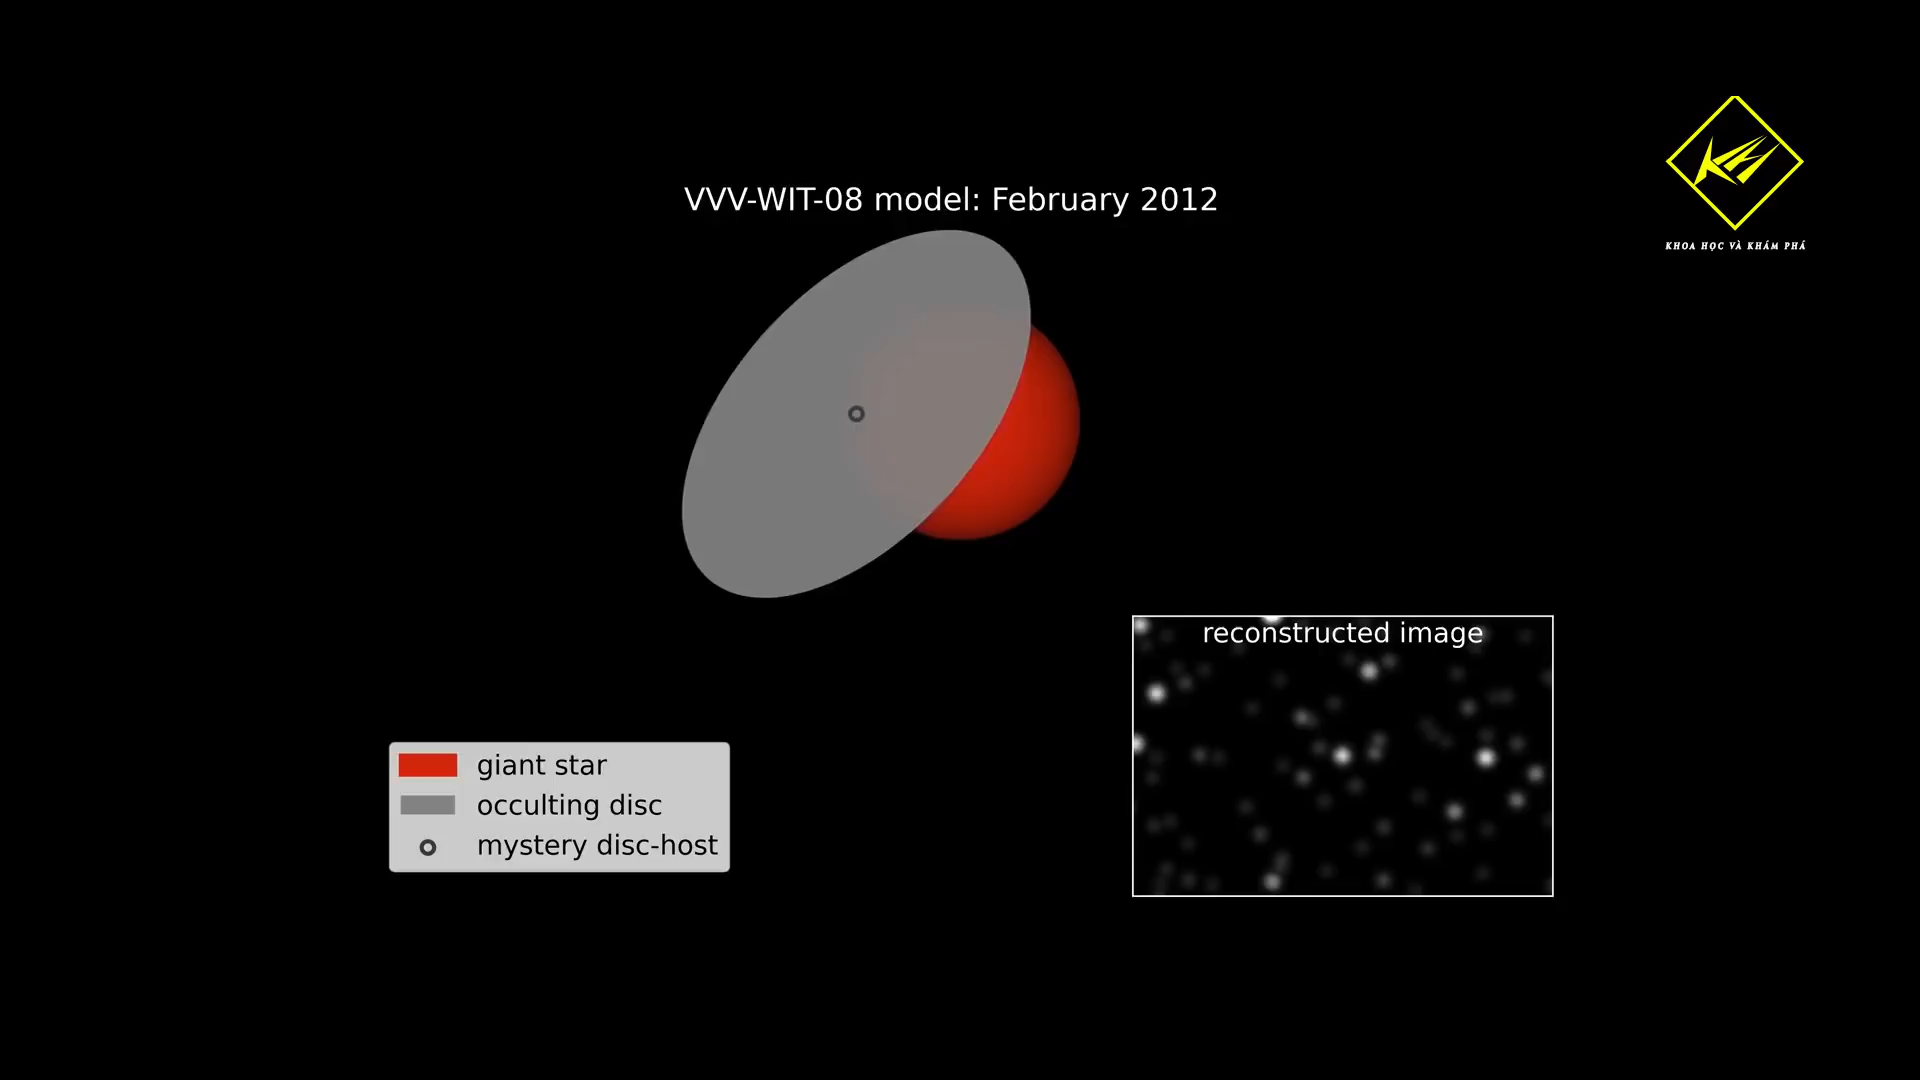 VVV-WIT-08 model: February 2012
KM
KHOA HỌC VÀ KHÁM PHÁ
reconstructed image
giant star
occulting disc
mystery disc-host